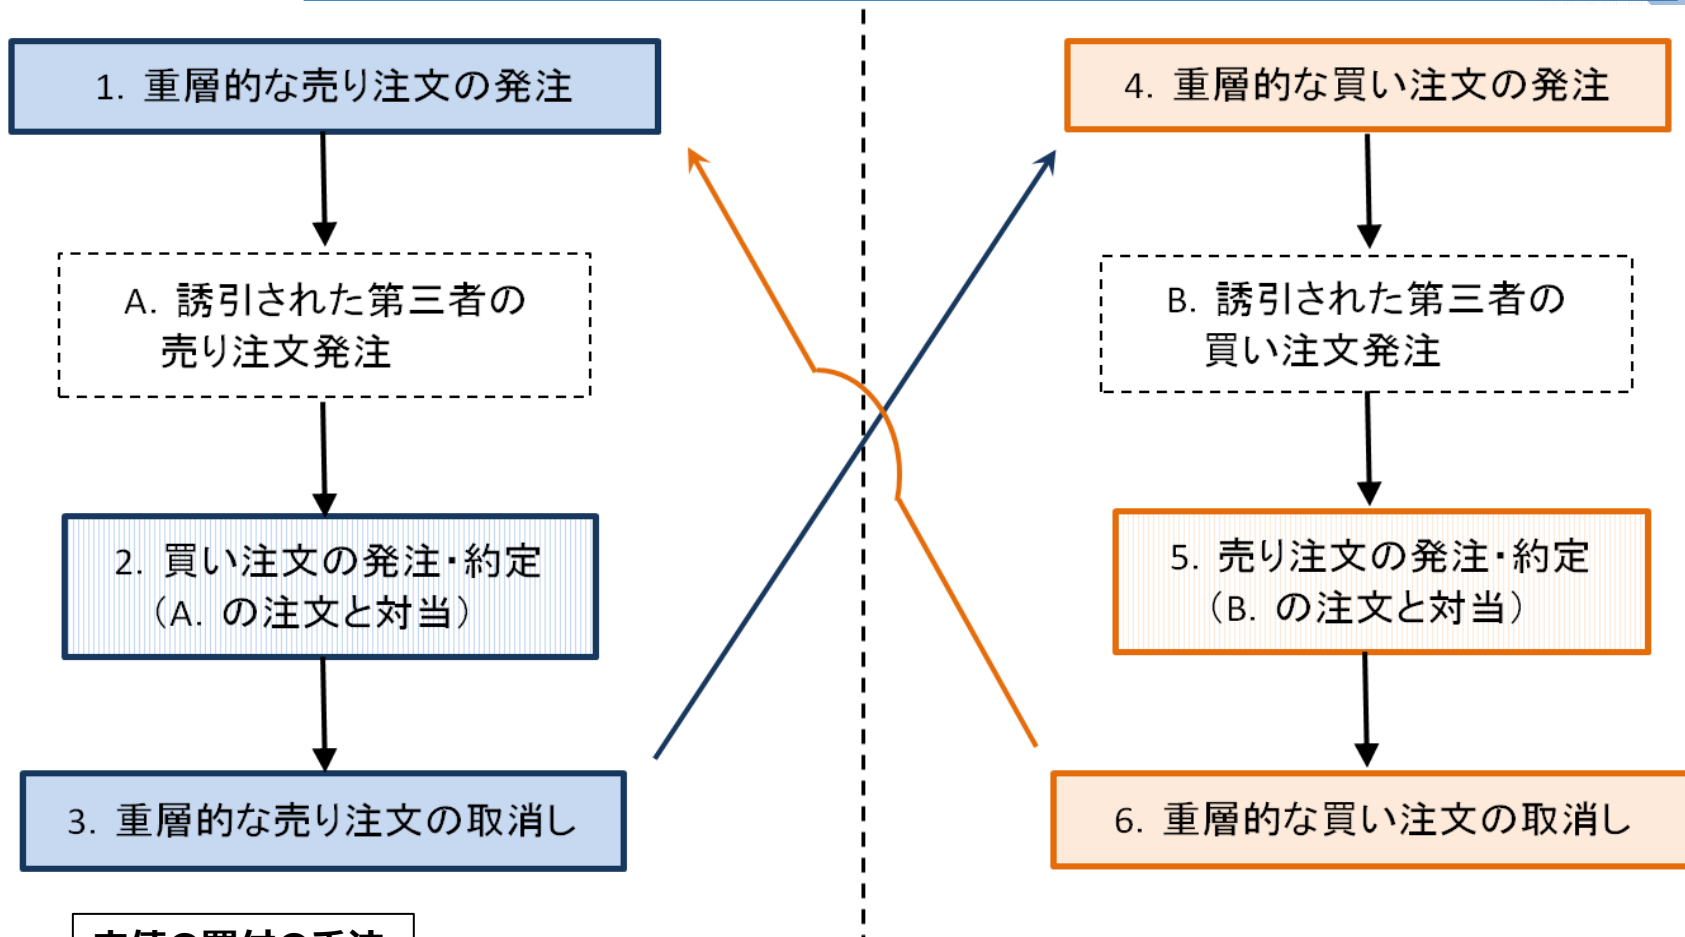 1. 重層的な売り注文の発注
A. 誘引された第三者の
売り注文発注
2. 買い注文の発注・約定
（A. の注文と対当）
3. 重層的な売り注文の取消し
4. 重層的な買い注文の発注
B. 誘引された第三者の
買い注文発注
5. 売り注文の発注・約定
（B. の注文と対当）
6. 重層的な買い注文の取消し